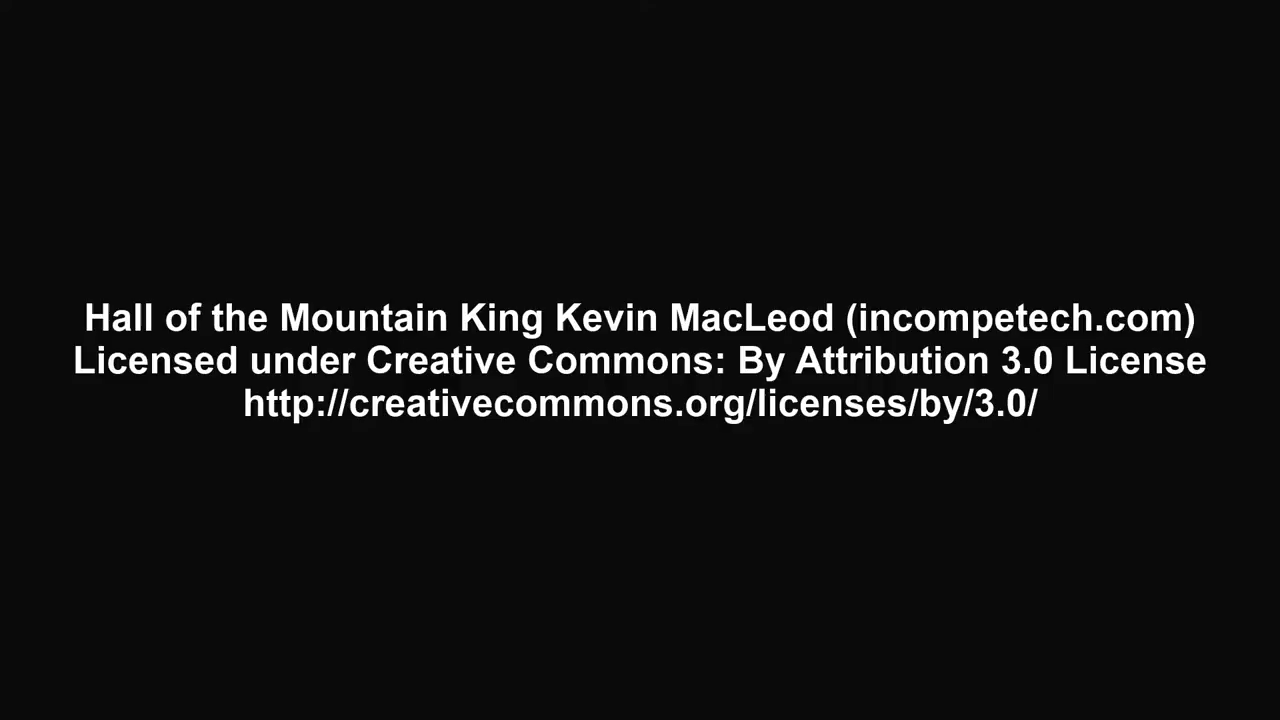 Hall of the Mountain King Kevin MacLeod (incompetech.com)
Licensed under Creative Commons: By Attribution 3.0 License
http://creativecommons.org/licenses/by/3.0/